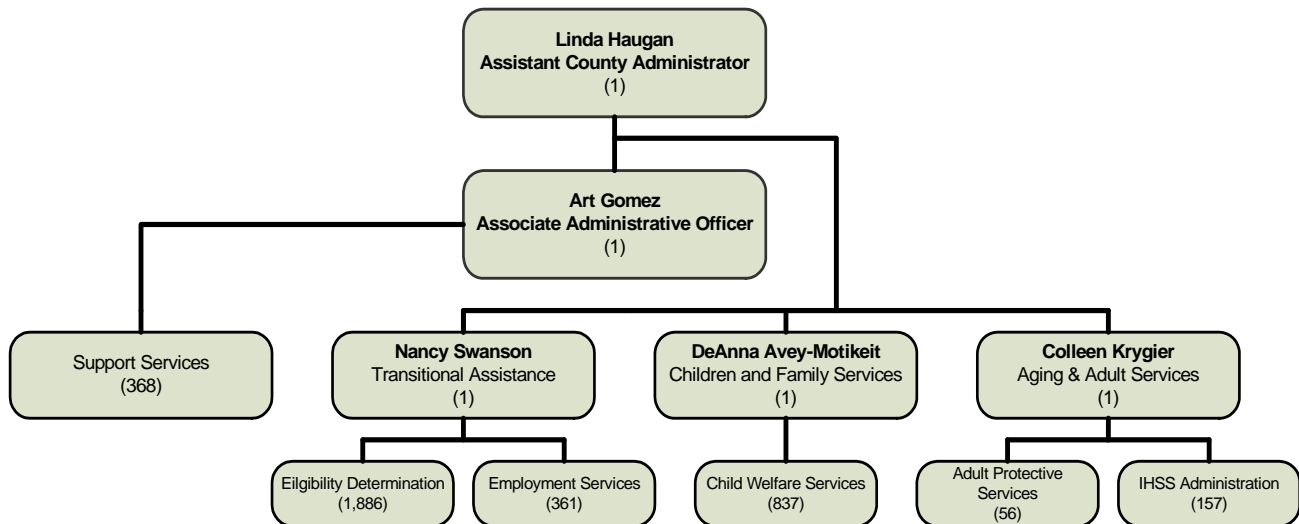 Linda Haugan
Assistant County Administrator
(1)
Art Gomez
Associate Administrative Officer
(1)
Support Services
(368)
Nancy Swanson
Transitional Assistance
(1)
DeAnna Avey-Motikeit
Children and Family Services
(1)
Colleen Krygier
Aging & Adult Services
(1)
Eilgibility Determination
(1,886)
Employment Services
(361)
Child Welfare Services
(837)
Adult Protective
Services
(56)
IHSS Administration
(157)